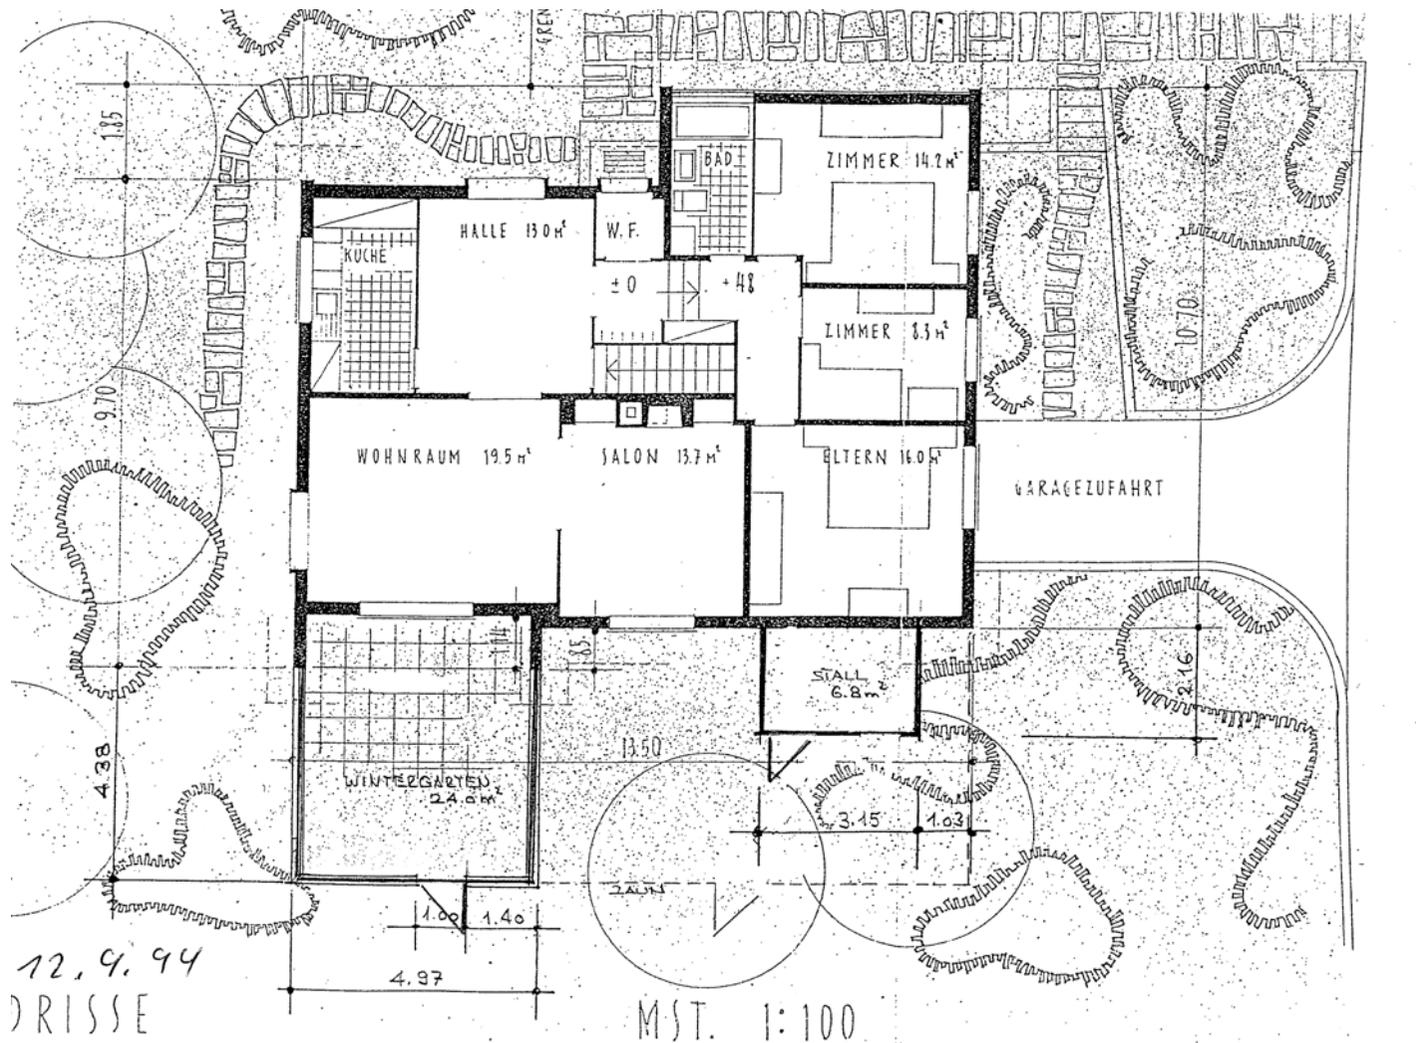 GREN
1.85
BAD
ZIMMER 14.2 m²
HALLE 13.0 m²
W.F.
KÜCHE
± 0
+ 48
ZIMMER 8.3 m²
10.70
9.70
WOHNRAUM 19.5 m²
SALON 13.7 m²
ELTERN 16.0 m²
GARAGEZUFAHRT
1.14
1.85
STALL
6.8 m²
2.16
13.50
4.38
WINTERGARTEN
24.0 m²
3.15
1.03
ZAUN
1.00
1.40
12.9.94
4.97
DRISSE
MST. 1:100